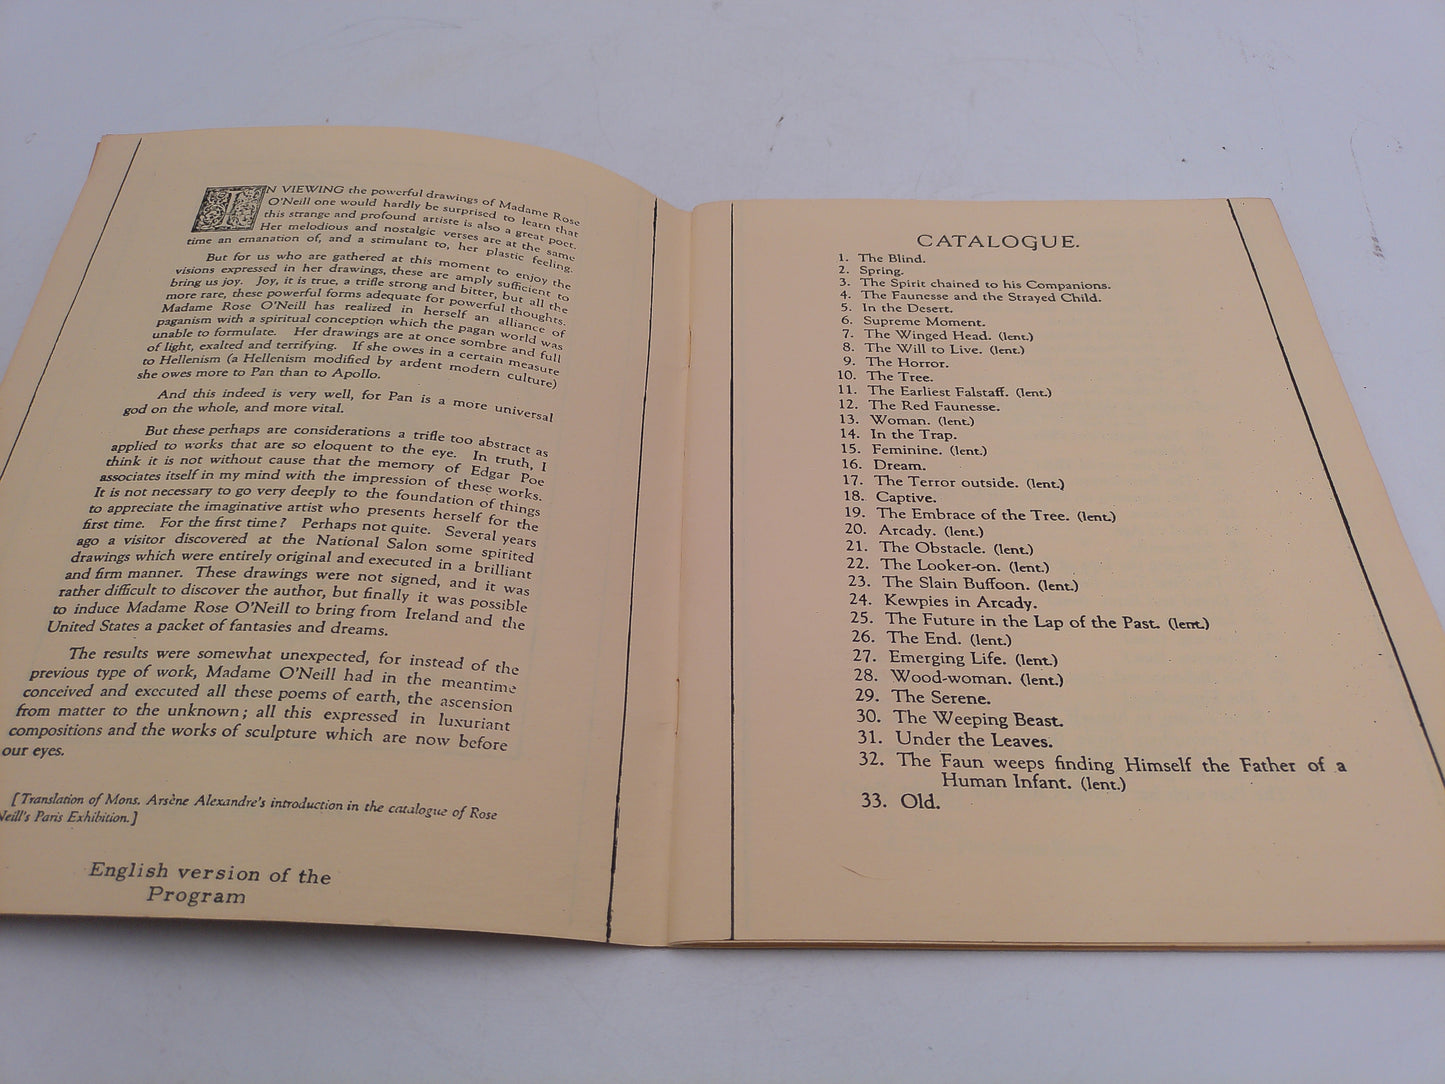 IN VIEWING the powerful drawings of Madame Rose
O'Neill one would hardly be surprised to learn that
this strange and profound artiste is also a great poet.
Her melodious and nostalgic verses are at the same
time an emanation of, and a stimulant to, her plastic feeling.
But for us who are gathered at this moment to enjoy the
visions expressed in her drawings, these are amply sufficient to
bring us joy. Joy, it is true, a trifle strong and bitter, but all the
more rare, these powerful forms adequate for powerful thoughts.
Madame Rose O'Neill has realized in herself an alliance of
paganism with a spiritual conception which the pagan world was
unable to formulate. Her drawings are at once sombre and full
of light, exalted and terrifying. If she owes in a certain measure
to Hellenism (a Hellenism modified by ardent modern culture)
she owes more to Pan than to Apollo.
And this indeed is very well, for Pan is a more universal
god on the whole, and more vital.
But these perhaps are considerations a trifle too abstract as
applied to works that are so eloquent to the eye. In truth, I
think it is not without cause that the memory of Edgar Poe
associates itself in my mind with the impression of these works.
It is not necessary to go very deeply to the foundation of things
to appreciate the imaginative artist who presents herself for the
first time. For the first time? Perhaps not quite. Several years
ago a visitor discovered at the National Salon some spirited
drawings which were entirely original and executed in a brilliant
and firm manner. These drawings were not signed, and it was
rather difficult to discover the author, but finally it was possible
to induce Madame Rose O'Neill to bring from Ireland and the
United States a packet of fantasies and dreams.
The results were somewhat unexpected, for instead of the
previous type of work, Madame O'Neill had in the meantime
conceived and executed all these poems of earth, the ascension
from matter to the unknown; all this expressed in luxuriant
compositions and the works of sculpture which are now before
our eyes.
[Translation of Mons. Arsène Alexandre's introduction in the catalogue of Rose
Neill's Paris Exhibition.]
English version of the
Program
CATALOGUE.
1. The Blind.
2. Spring.
3. The Spirit chained to his Companions.
4. The Faunesse and the Strayed Child.
5. In the Desert.
6. Supreme Moment.
7. The Winged Head. (lent.)
8. The Will to Live. (lent.)
9. The Horror.
10. The Tree.
11. The Earliest Falstaff. (lent.)
12. The Red Faunesse.
13. Woman. (lent.)
14. In the Trap.
15. Feminine. (lent.)
16. Dream.
17. The Terror outside. (lent.)
18. Captive.
19. The Embrace of the Tree. (lent.)
20. Arcady. (lent.)
21. The Obstacle. (lent.)
22. The Looker-on. (lent.)
23. The Slain Buffoon. (lent.)
24. Kewpies in Arcady.
25. The Future in the Lap of the Past. (lent.)
26. The End. (lent.)
27. Emerging Life. (lent.)
28. Wood-woman. (lent.)
29. The Serene.
30. The Weeping Beast.
31. Under the Leaves.
32. The Faun weeps finding Himself the Father of a
Human Infant. (lent.)
33. Old.